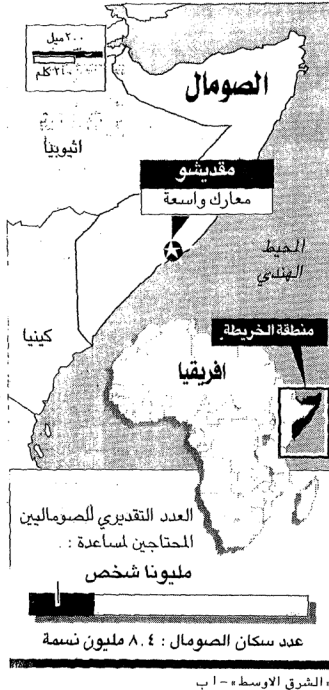 ٢٠٠ ميل
٢٤٠ كلم
الصومال
اثيوبيا
مقديشو
معارك واسعة
المحيط
الهندي
كينيا
منطقة الخريطة
افريقيا
العدد التقديري للصوماليين
المحتاجين لمساعدة :
مليونا شخص
عدد سكان الصومال : ٨.٤ مليون نسمة
«الشرق الاوسط» - ا ب